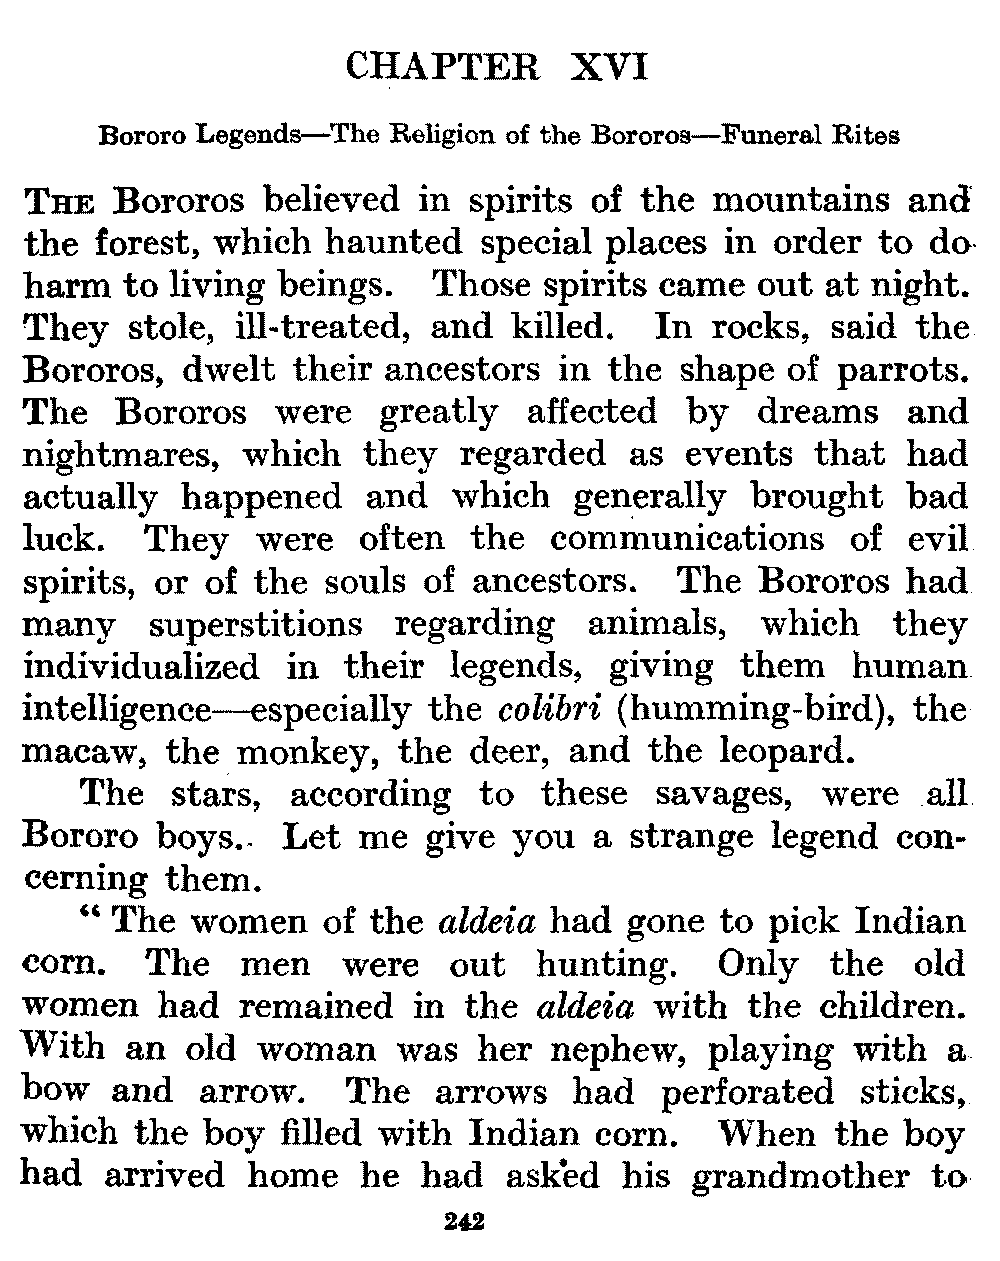 CHAPTER XVI
Bororo Legends—The Religion of the Bororos—Funeral Rites
THE Bororos believed in spirits of the mountains and
the forest, which haunted special places in order to do
harm to living beings. Those spirits came out at night.
They stole, ill-treated, and killed. In rocks, said the
Bororos, dwelt their ancestors in the shape of parrots.
The Bororos were greatly affected by dreams and
nightmares, which they regarded as events that had
actually happened and which generally brought bad
luck. They were often the communications of evil
spirits, or of the souls of ancestors. The Bororos had
many superstitions regarding animals, which they
individualized in their legends, giving them human
intelligence—especially the colibri (humming-bird), the
macaw, the monkey, the deer, and the leopard.
The stars, according to these savages, were all
Bororo boys. Let me give you a strange legend con-
cerning them.
“ The women of the aldeia had gone to pick Indian
corn. The men were out hunting. Only the old
women had remained in the aldeia with the children.
With an old woman was her nephew, playing with a
bow and arrow. The arrows had perforated sticks,
which the boy filled with Indian corn. When the boy
had arrived home he had asked his grandmother to
242